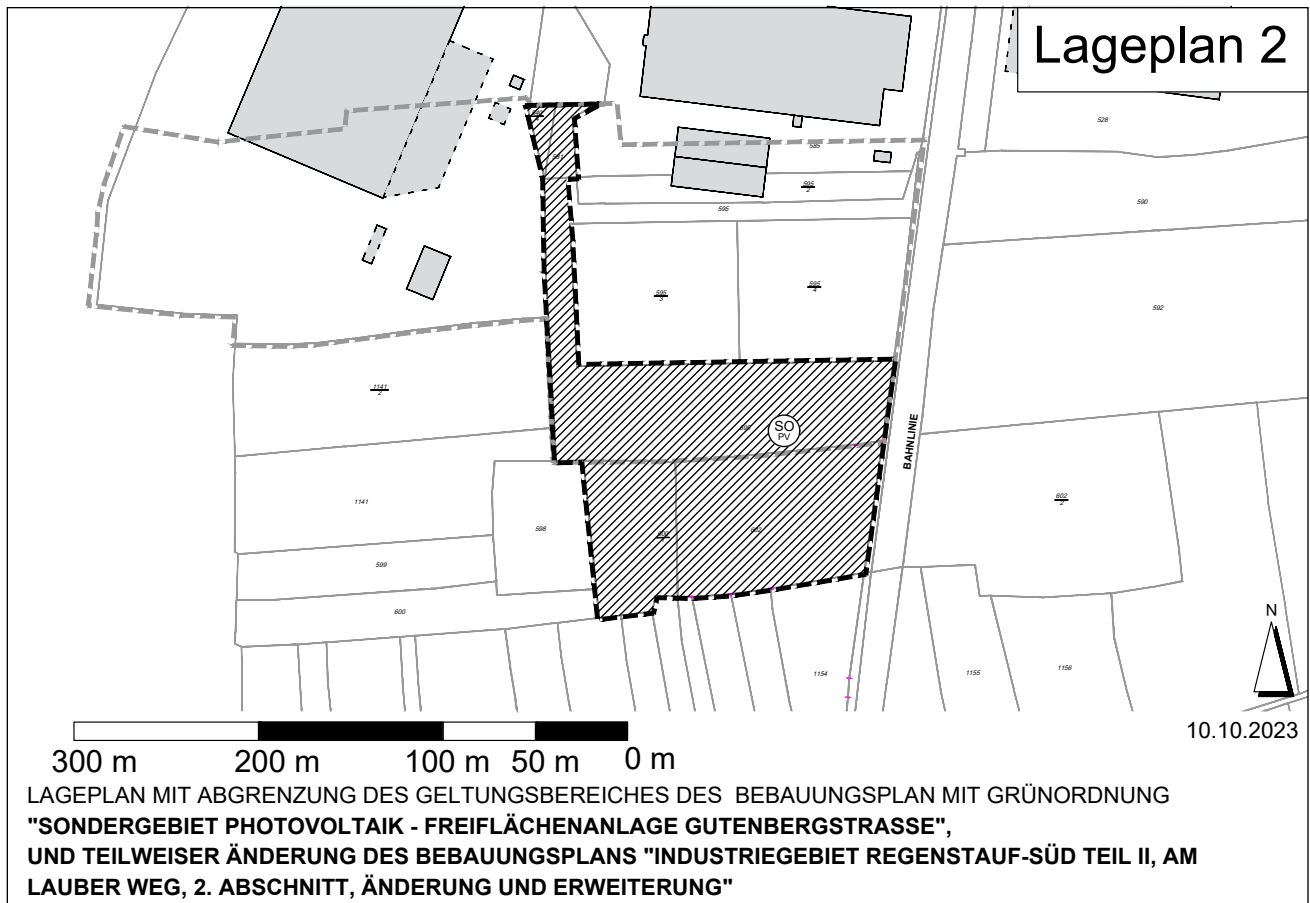 Lageplan 2
528
585
595
2
595
590
595
3
595
4
592
1141
2
SO
PV
BAHNLINIE
602
2
1141
598
599
600
1154
1155
1156
N
10.10.2023
300 m 200 m 100 m 50 m 0 m
LAGEPLAN MIT ABGRENZUNG DES GELTUNGSBEREICHES DES BEBAUUNGSPLAN MIT GRÜNORDNUNG
"SONDERGEBIET PHOTOVOLTAIK - FREIFLÄCHENANLAGE GUTENBERGSTRASSE",
UND TEILWEISER ÄNDERUNG DES BEBAUUNGSPLANS "INDUSTRIEGEBIET REGENSTAUF-SÜD TEIL II, AM
LAUBER WEG, 2. ABSCHNITT, ÄNDERUNG UND ERWEITERUNG"